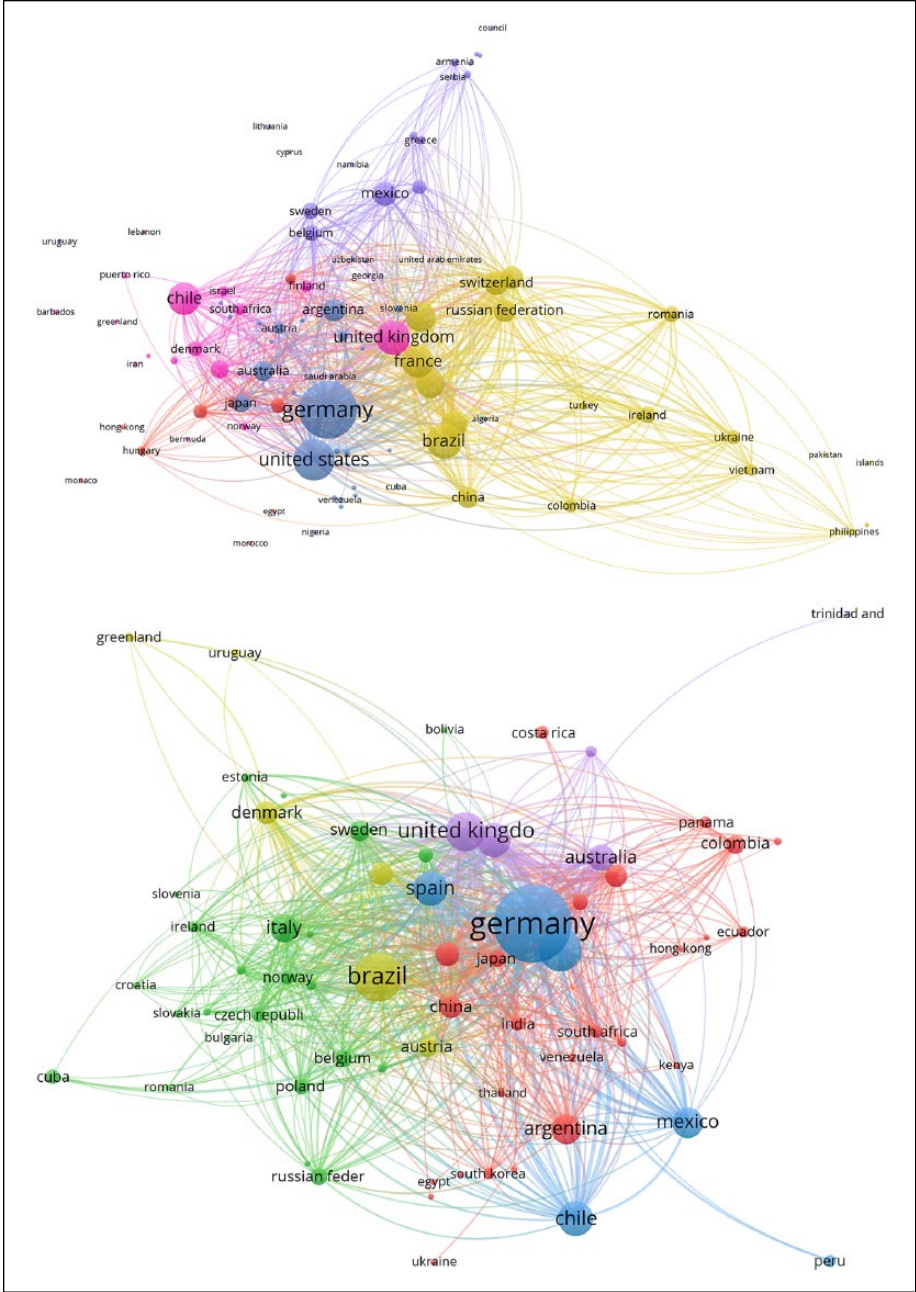 council
armenia
serbia
lithuania
greece
cyprus
namibia
mexico
sweden
belgium
lebanon
uruguay
uzbekistan
united arab emirates
puerto rico
georgia
switzerland
finland
israel
chile
south africa
argentina
slovenia
russian federation
barbados
romania
greenland
austria
united kingdom
denmark
france
iran
australia
saudi arabia
japan
germany
turkey
ireland
algeria
hong kong
norway
bermuda
brazil
ukraine
hungary
united states
pakistan
islands
viet nam
monaco
cuba
venezuela
china
colombia
egypt
nigeria
philippines
morocco
trinidad and
greenland
uruguay
bolivia
costa rica
estonia
denmark
sweden
united kingdo
panama
colombia
australia
spain
slovenia
italy
germany
ireland
ecuador
hong kong
japan
norway
brazil
croatia
china
slovakia
czech republi
india
south africa
bulgaria
austria
belgium
venezuela
kenya
cuba
romania
poland
thailand
mexico
argentina
russian feder
south korea
egypt
chile
ukraine
peru